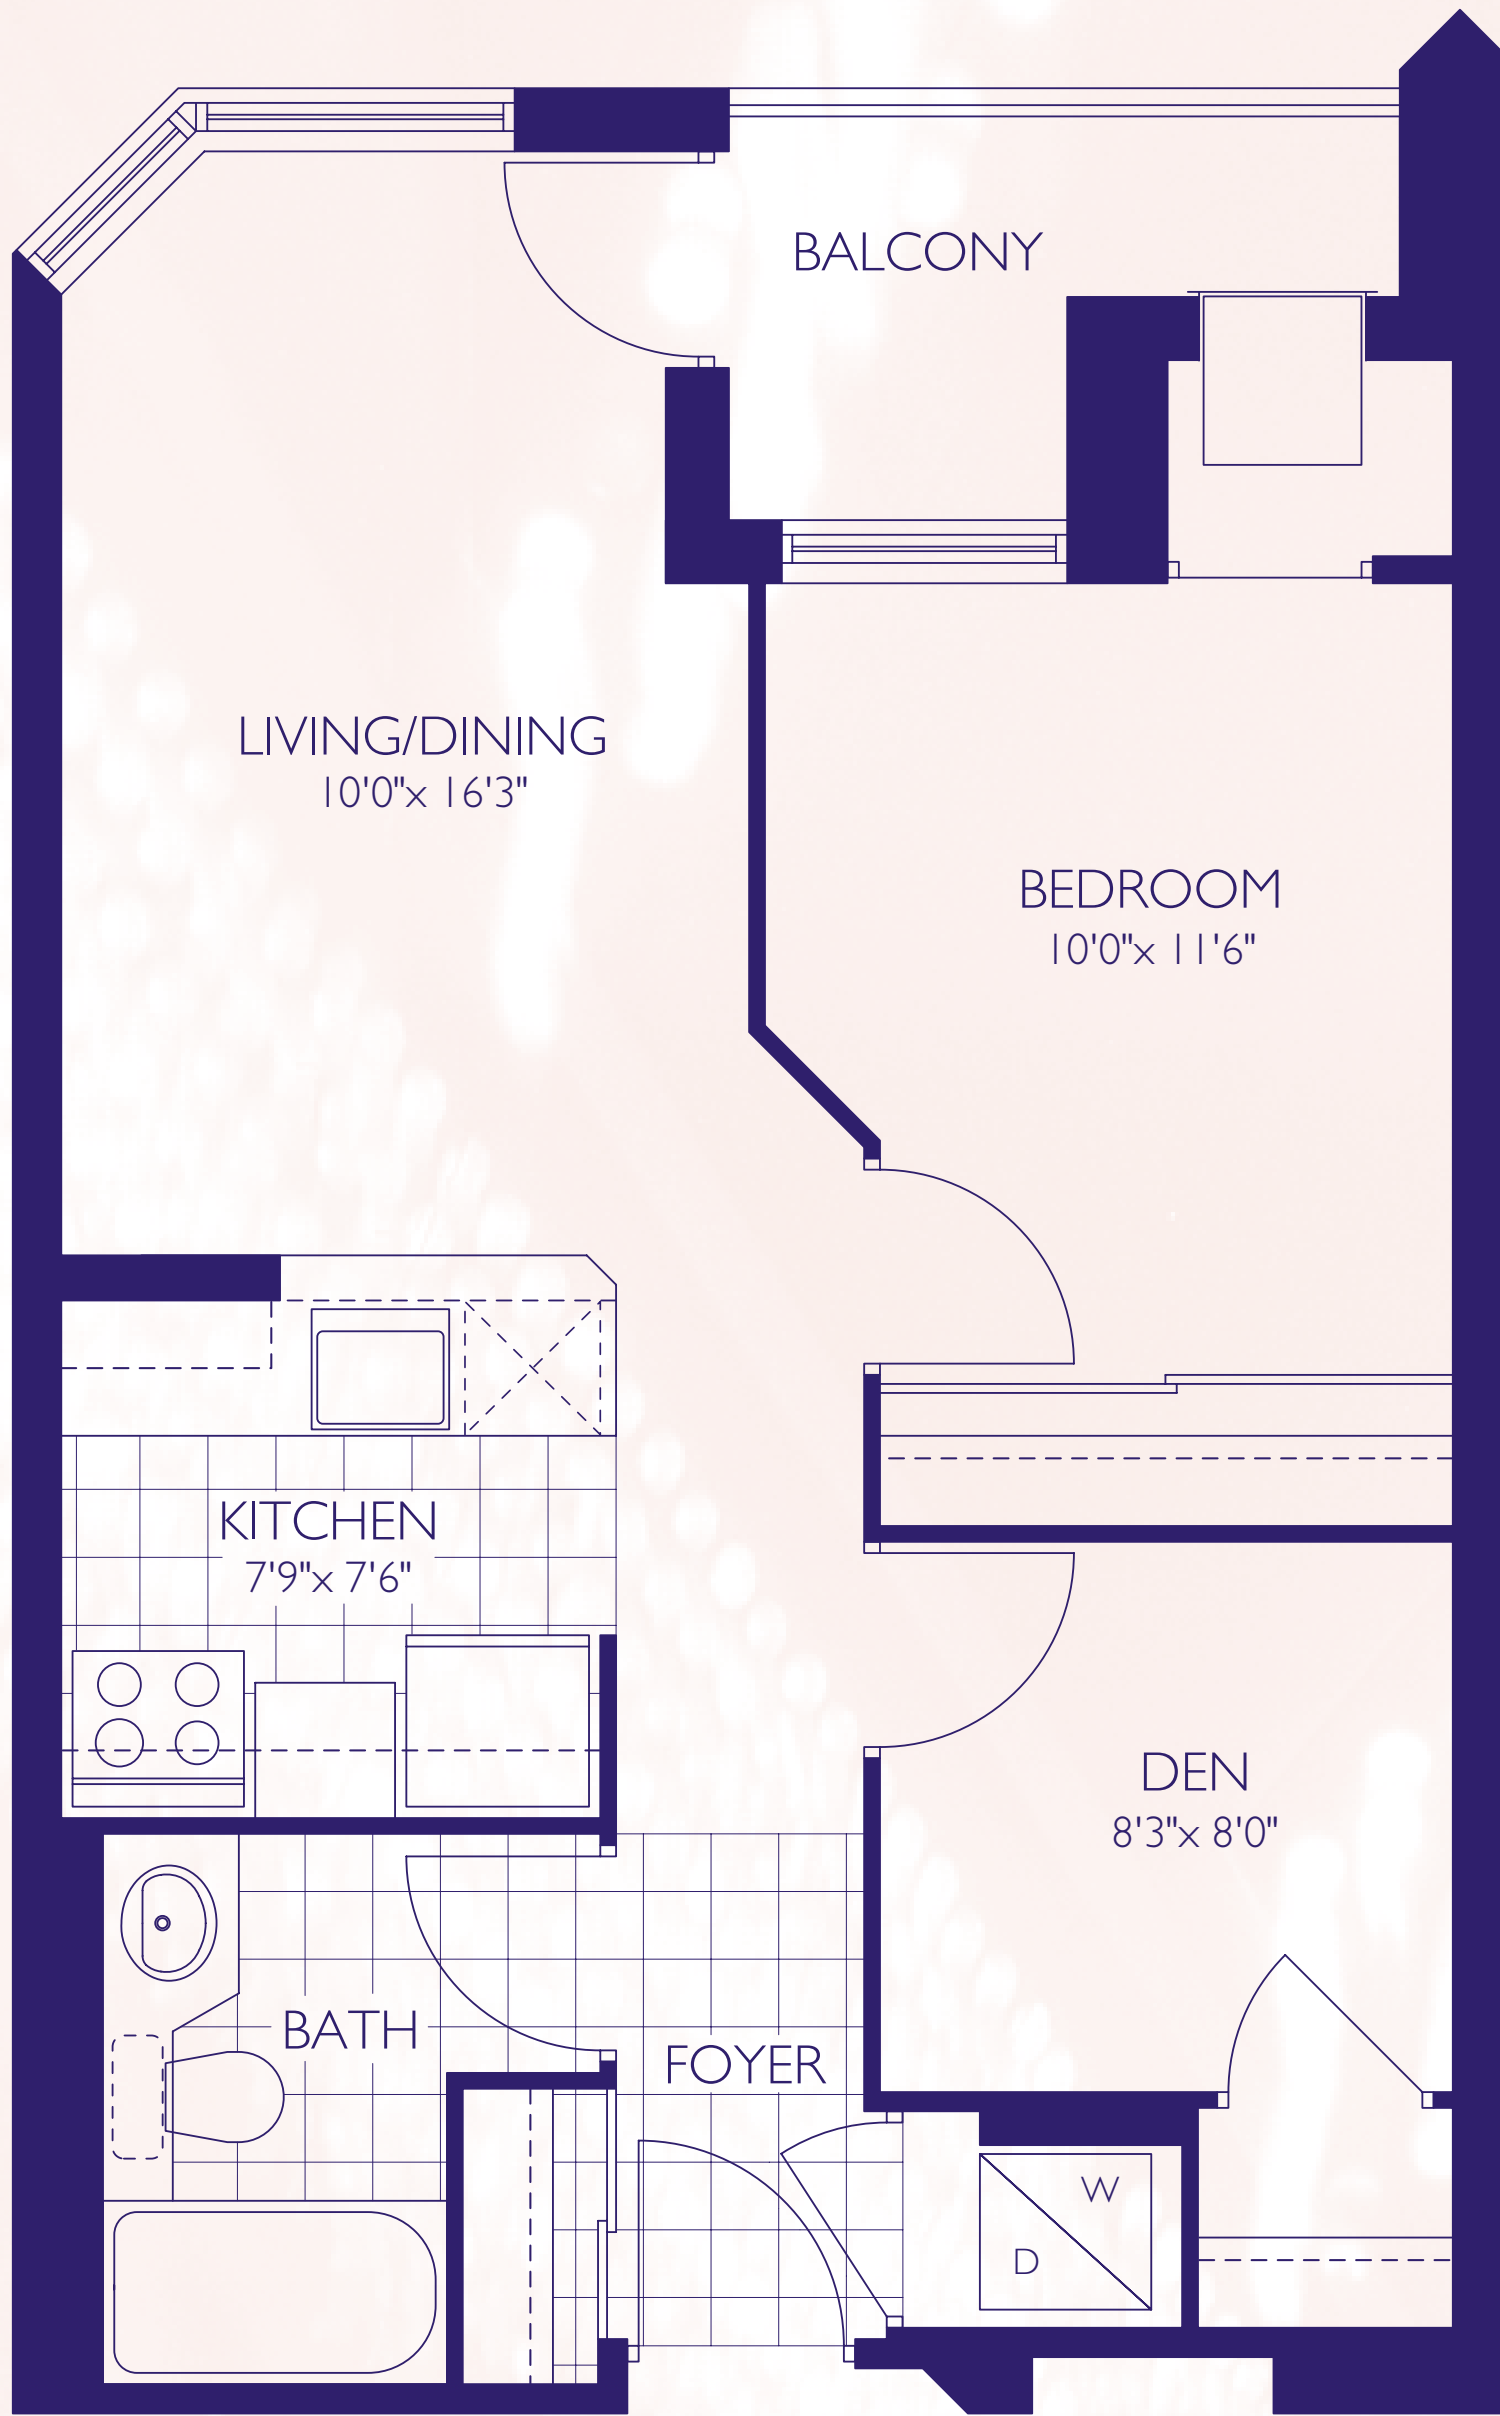 BALCONY
LIVING/DINING
10'0"x 16'3"
BEDROOM
10'0"x 11'6"
KITCHEN
7'9"x 7'6"
DEN
8'3"x 8'0"
BATH
FOYER
W
D